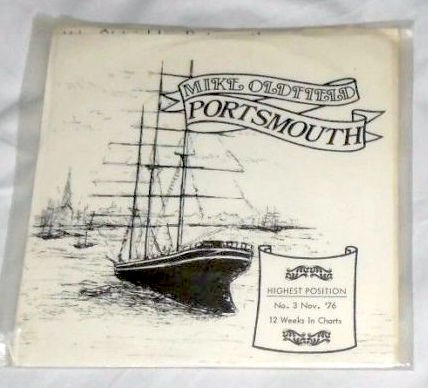 MIKE OLDFIELD
PORTSMOUTH
HIGHEST POSITION
No. 3 Nov. '76
12 Weeks In Charts